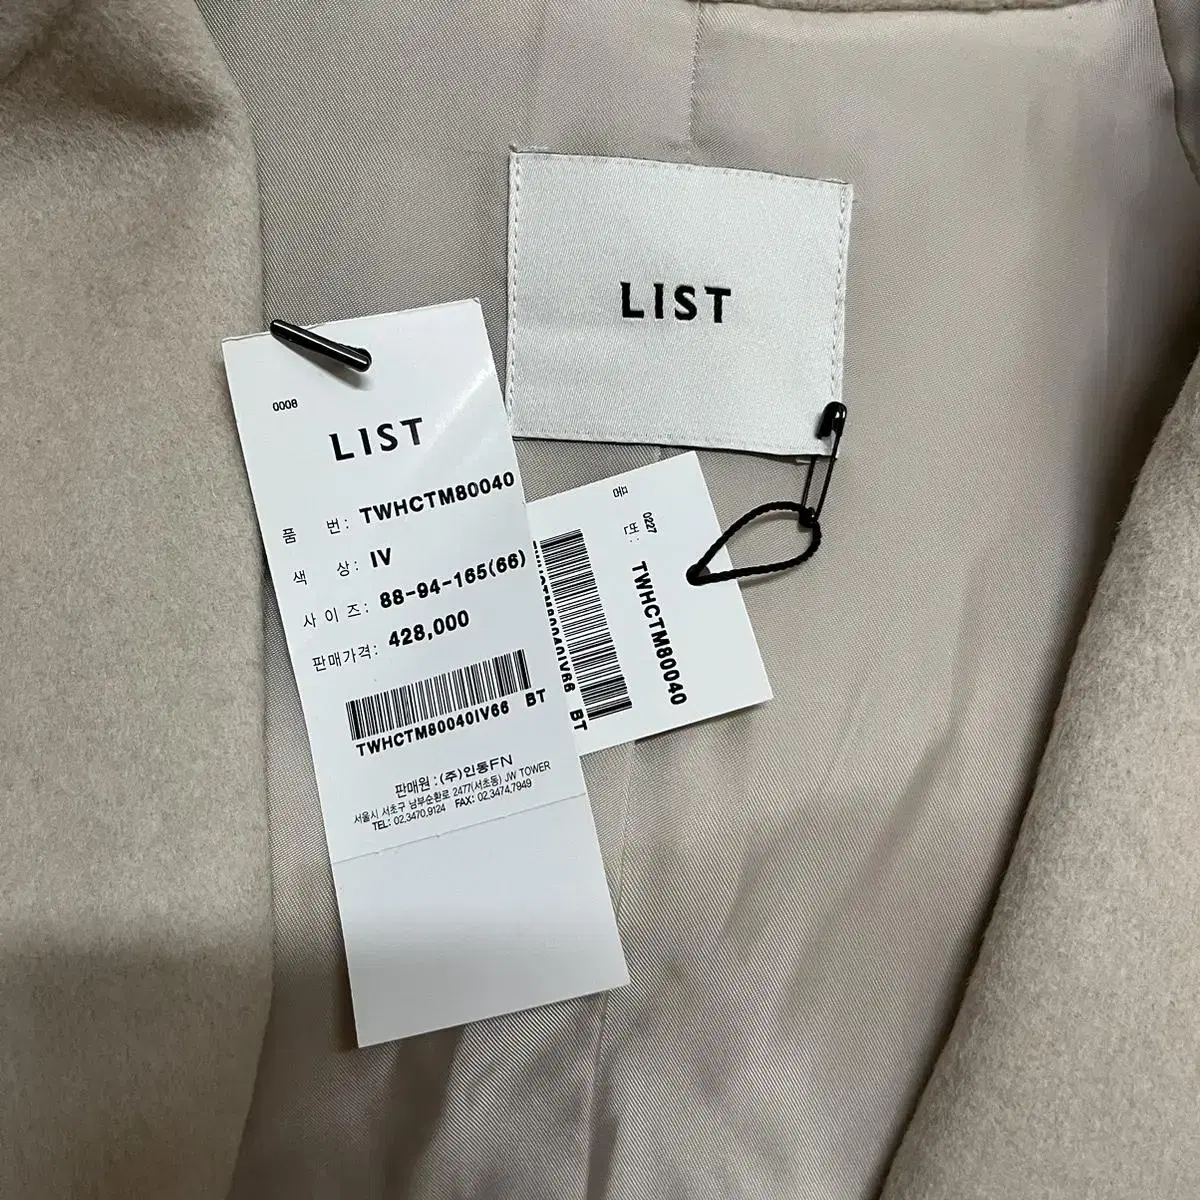 LIST
0008
LIST
품 번: TWHCTM80040
색 상: IV
사 이 즈: 88-94-165(66)
판매가격: 428,000
TWHCTM80040IV66 BT
판매원 : (주)인동FN
서울시 서초구 남부순환로 2477(서초동) JW TOWER
TEL: 02.3470.9124 FAX: 02.3474.7949
0227
TWHCTM80040
TWHCTM80040IV66 BT